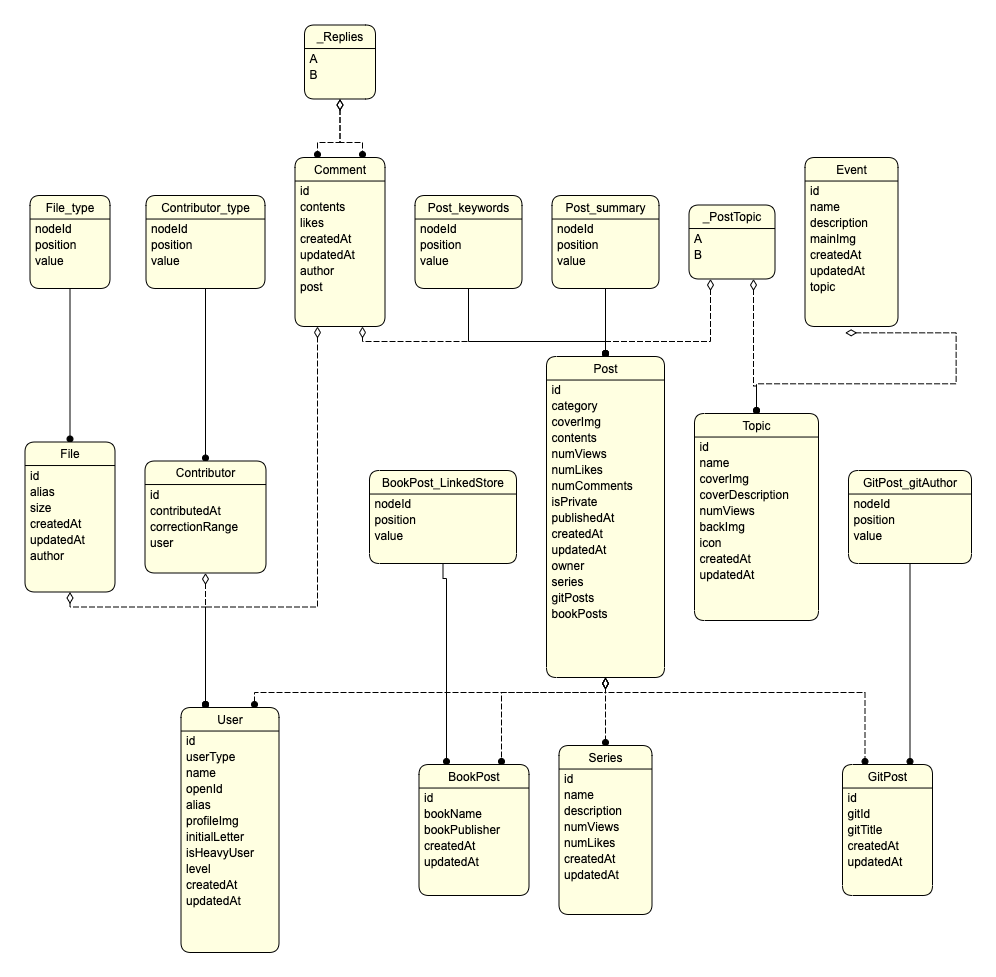 _Replies
A
B
Comment
id
contents
likes
createdAt
updatedAt
author
post
Event
id
name
description
mainImg
createdAt
updatedAt
topic
File_type
nodeId
position
value
Contributor_type
nodeId
position
value
Post_keywords
nodeId
position
value
Post_summary
nodeId
position
value
_PostTopic
A
B
Post
id
category
coverImg
contents
numViews
numLikes
numComments
isPrivate
publishedAt
createdAt
updatedAt
owner
series
gitPosts
bookPosts
Topic
id
name
coverImg
coverDescription
numViews
backImg
icon
createdAt
updatedAt
File
id
alias
size
createdAt
updatedAt
author
Contributor
id
contributedAt
correctionRange
user
BookPost_LinkedStore
nodeId
position
value
GitPost_gitAuthor
nodeId
position
value
User
id
userType
name
openId
alias
profileImg
initialLetter
isHeavyUser
level
createdAt
updatedAt
BookPost
id
bookName
bookPublisher
createdAt
updatedAt
Series
id
name
description
numViews
numLikes
createdAt
updatedAt
GitPost
id
gitId
gitTitle
createdAt
updatedAt